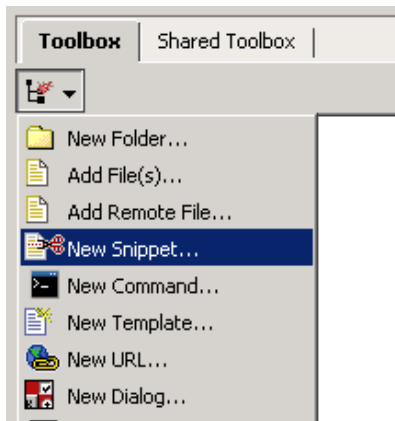 Toolbox Shared Toolbox
New Folder...
Add File(s)...
Add Remote File...
New Snippet...
New Command...
New Template...
New URL...
New Dialog...